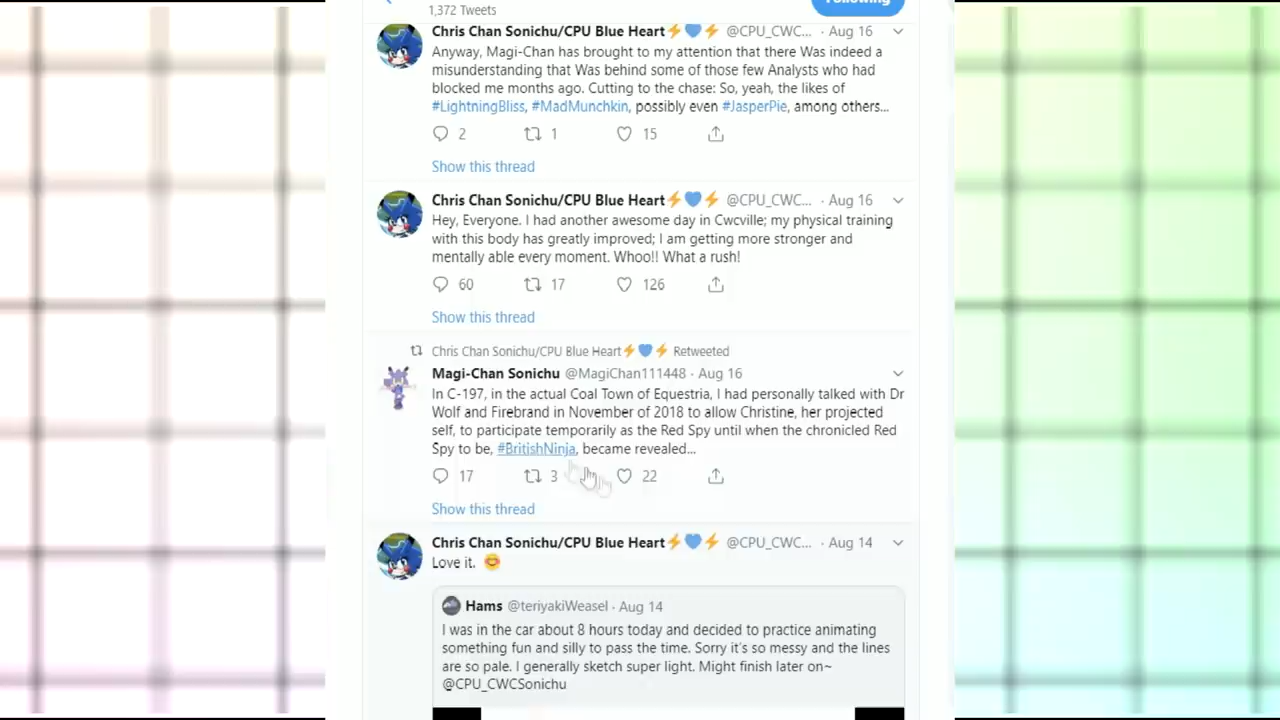 1,372 Tweets
Following
Chris Chan Sonichu/CPU Blue Heart⚡💙⚡ @CPU_CWC... · Aug 16
Anyway, Magi-Chan has brought to my attention that there Was indeed a
misunderstanding that Was behind some of those few Analysts who had
blocked me months ago. Cutting to the chase: So, yeah, the likes of
#LightningBliss, #MadMunchkin, possibly even #JasperPie, among others...
2 1 15
Show this thread
Chris Chan Sonichu/CPU Blue Heart⚡💙⚡ @CPU_CWC... · Aug 16
Hey, Everyone. I had another awesome day in Cwcville; my physical training
with this body has greatly improved; I am getting more stronger and
mentally able every moment. Whoo!! What a rush!
60 17 126
Show this thread
Chris Chan Sonichu/CPU Blue Heart⚡💙⚡ Retweeted
Magi-Chan Sonichu @MagiChan111448 · Aug 16
In C-197, in the actual Coal Town of Equestria, I had personally talked with Dr
Wolf and Firebrand in November of 2018 to allow Christine, her projected
self, to participate temporarily as the Red Spy until when the chronicled Red
Spy to be, #BritishNinja, became revealed...
17 3 22
Show this thread
Chris Chan Sonichu/CPU Blue Heart⚡💙⚡ @CPU_CWC... · Aug 14
Love it. 😊
Hams @teriyakiWeasel · Aug 14
I was in the car about 8 hours today and decided to practice animating
something fun and silly to pass the time. Sorry it's so messy and the lines
are so pale. I generally sketch super light. Might finish later on~
@CPU_CWCSonichu